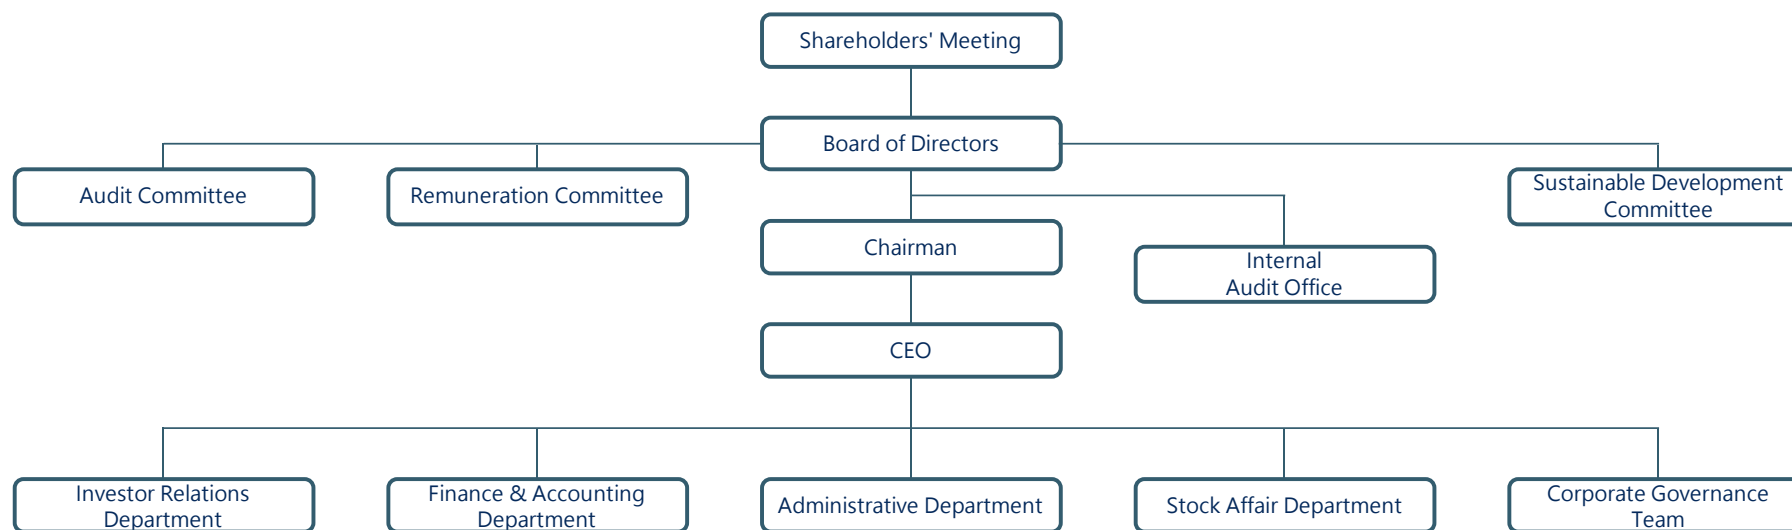 Shareholders' Meeting
Board of Directors
Audit Committee
Remuneration Committee
Sustainable Development
Committee
Chairman
Internal
Audit Office
CEO
Investor Relations
Department
Finance & Accounting
Department
Administrative Department
Stock Affair Department
Corporate Governance
Team